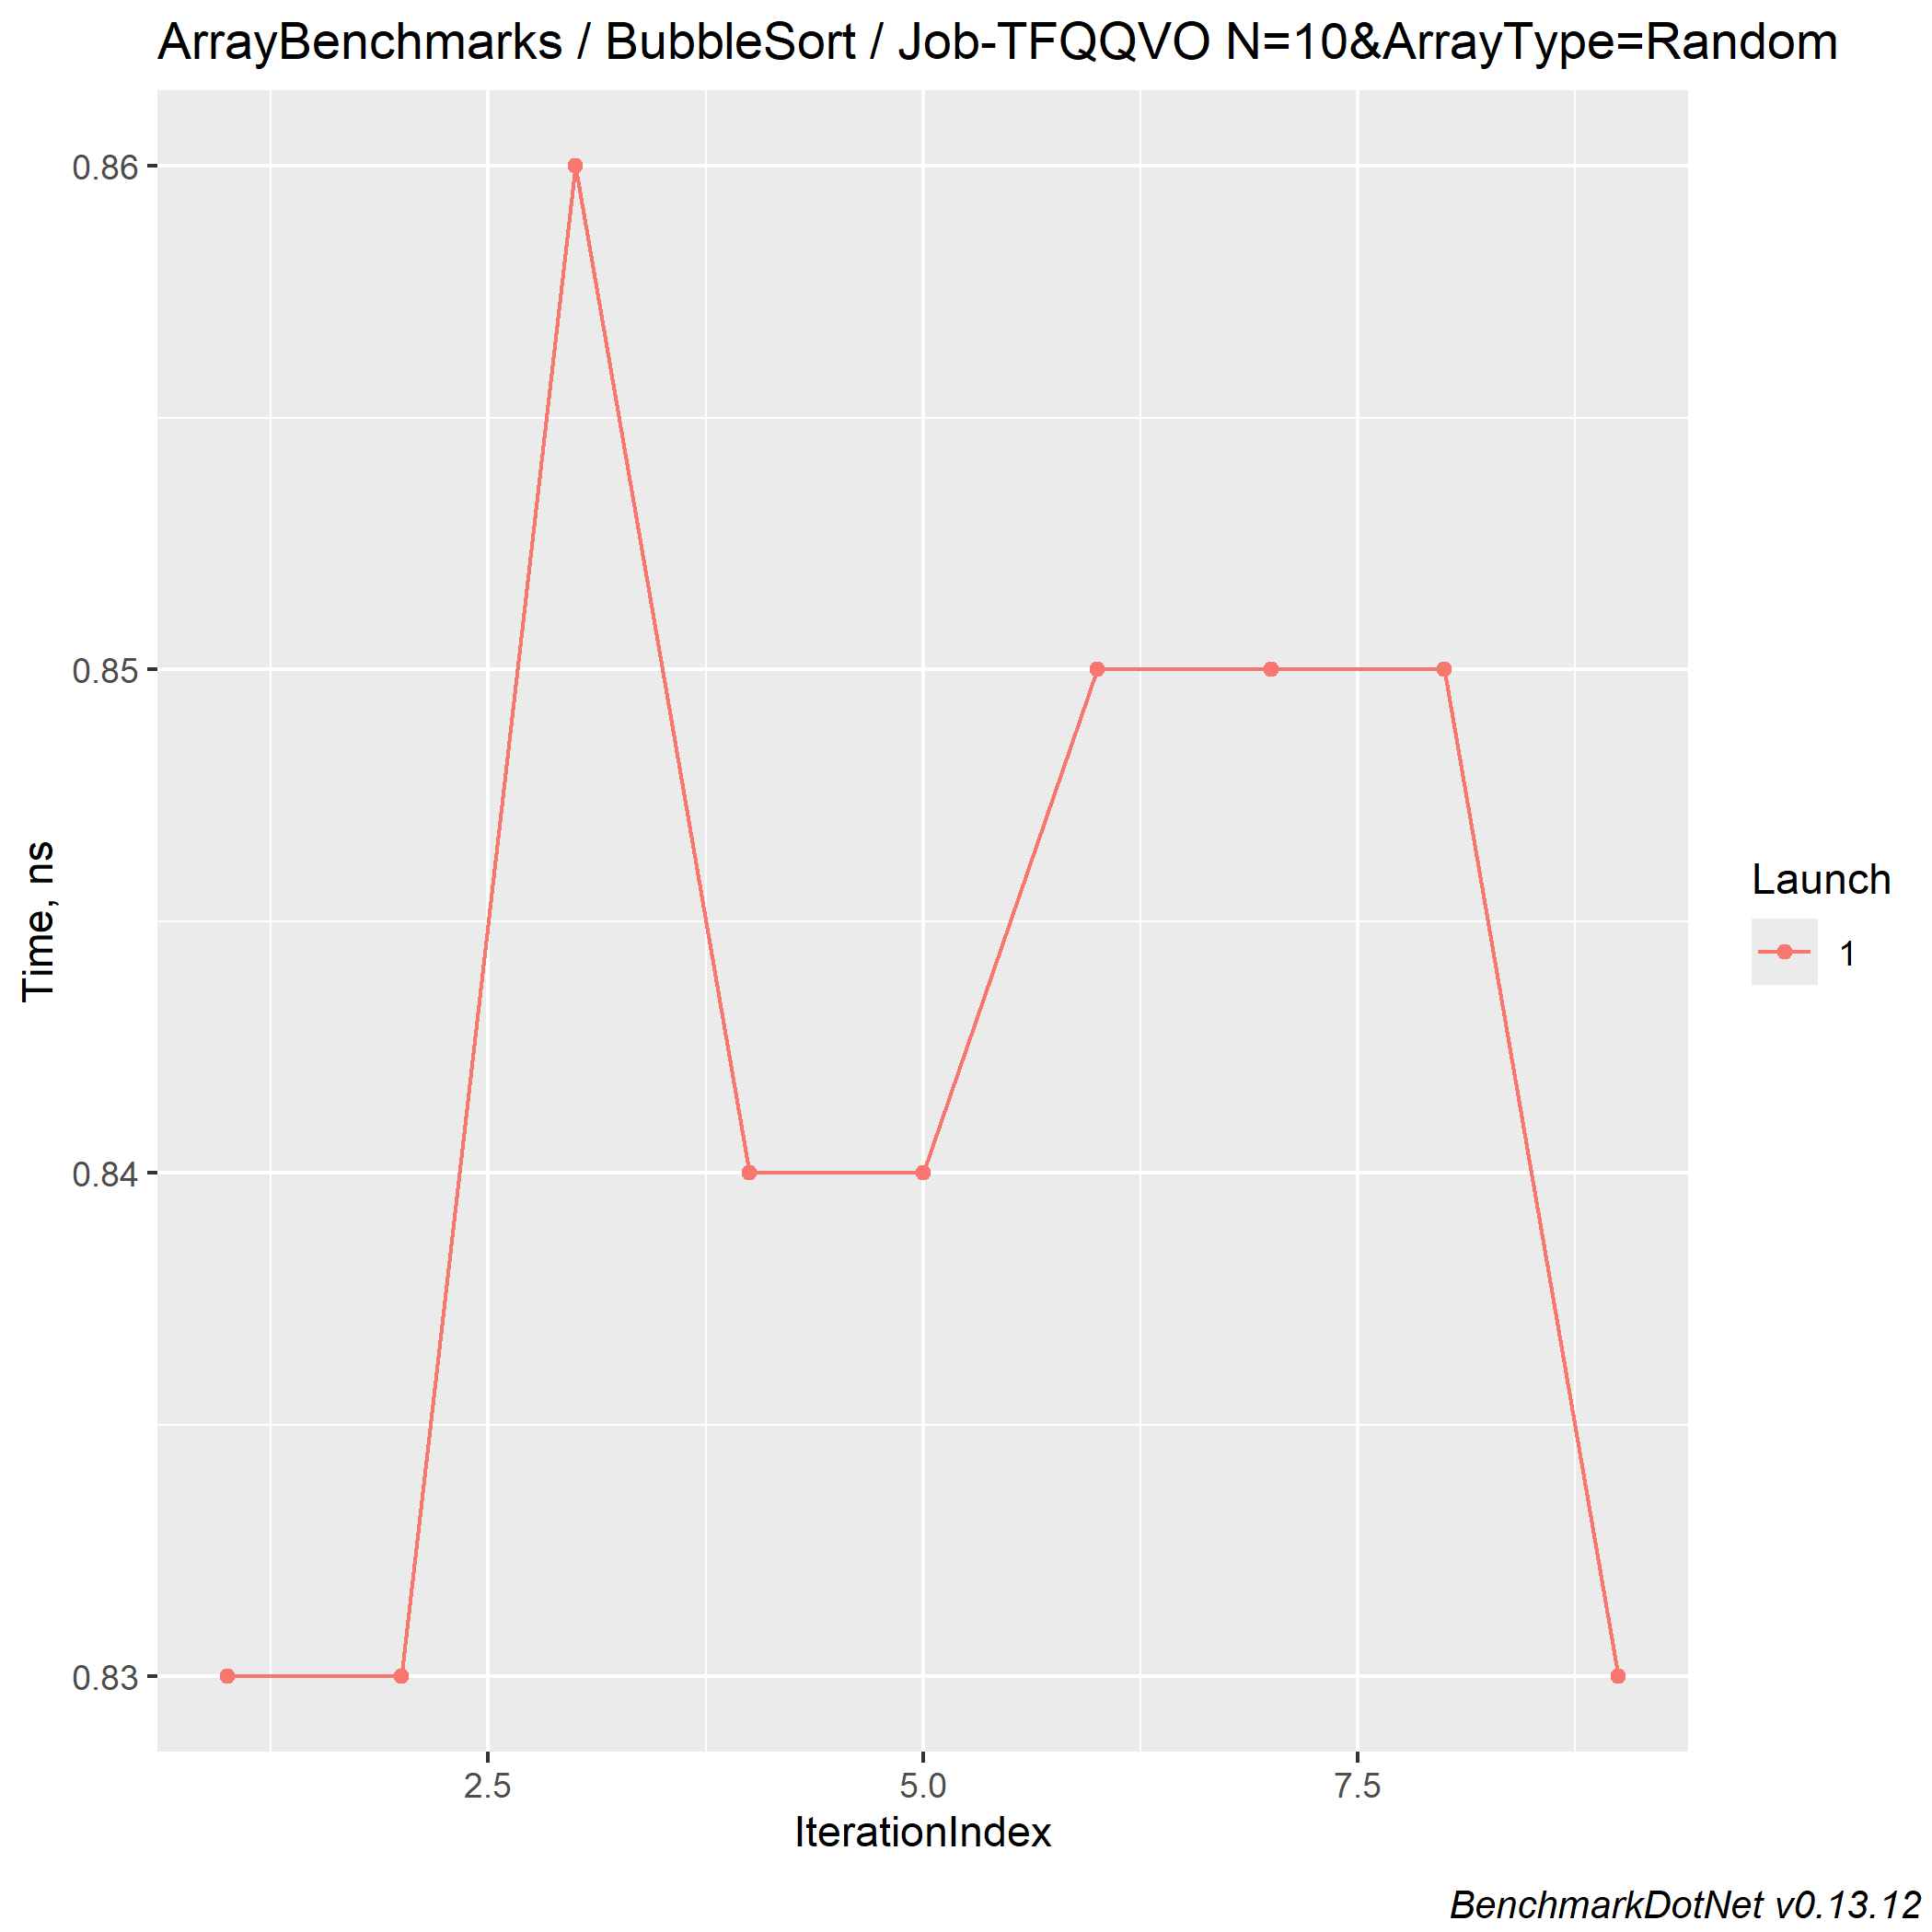 ArrayBenchmarks / BubbleSort / Job-TFQQVO N=10&ArrayType=Random
0.86
0.85
0.84
0.83
Time, ns
2.5 5.0 7.5
IterationIndex
Launch
1
BenchmarkDotNet v0.13.12